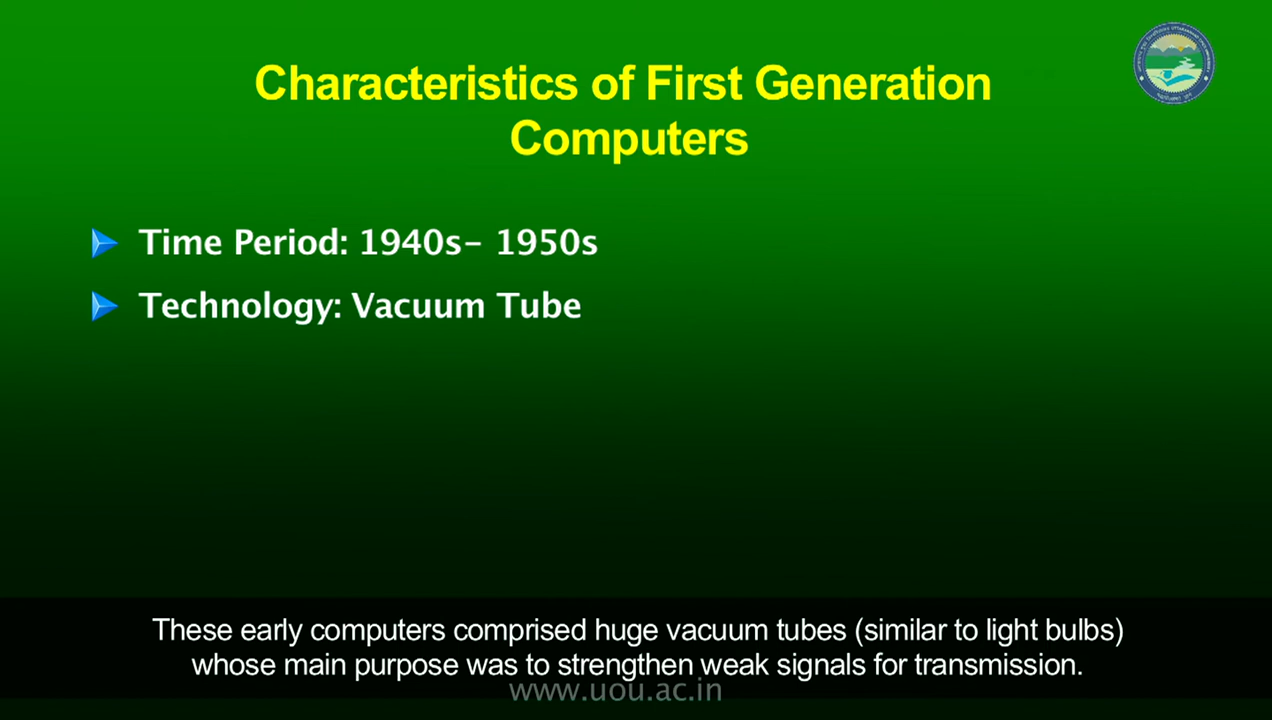 Characteristics of First Generation
Computers
Time Period: 1940s- 1950s
Technology: Vacuum Tube
These early computers comprised huge vacuum tubes (similar to light bulbs)
whose main purpose was to strengthen weak signals for transmission.
www.uou.ac.in